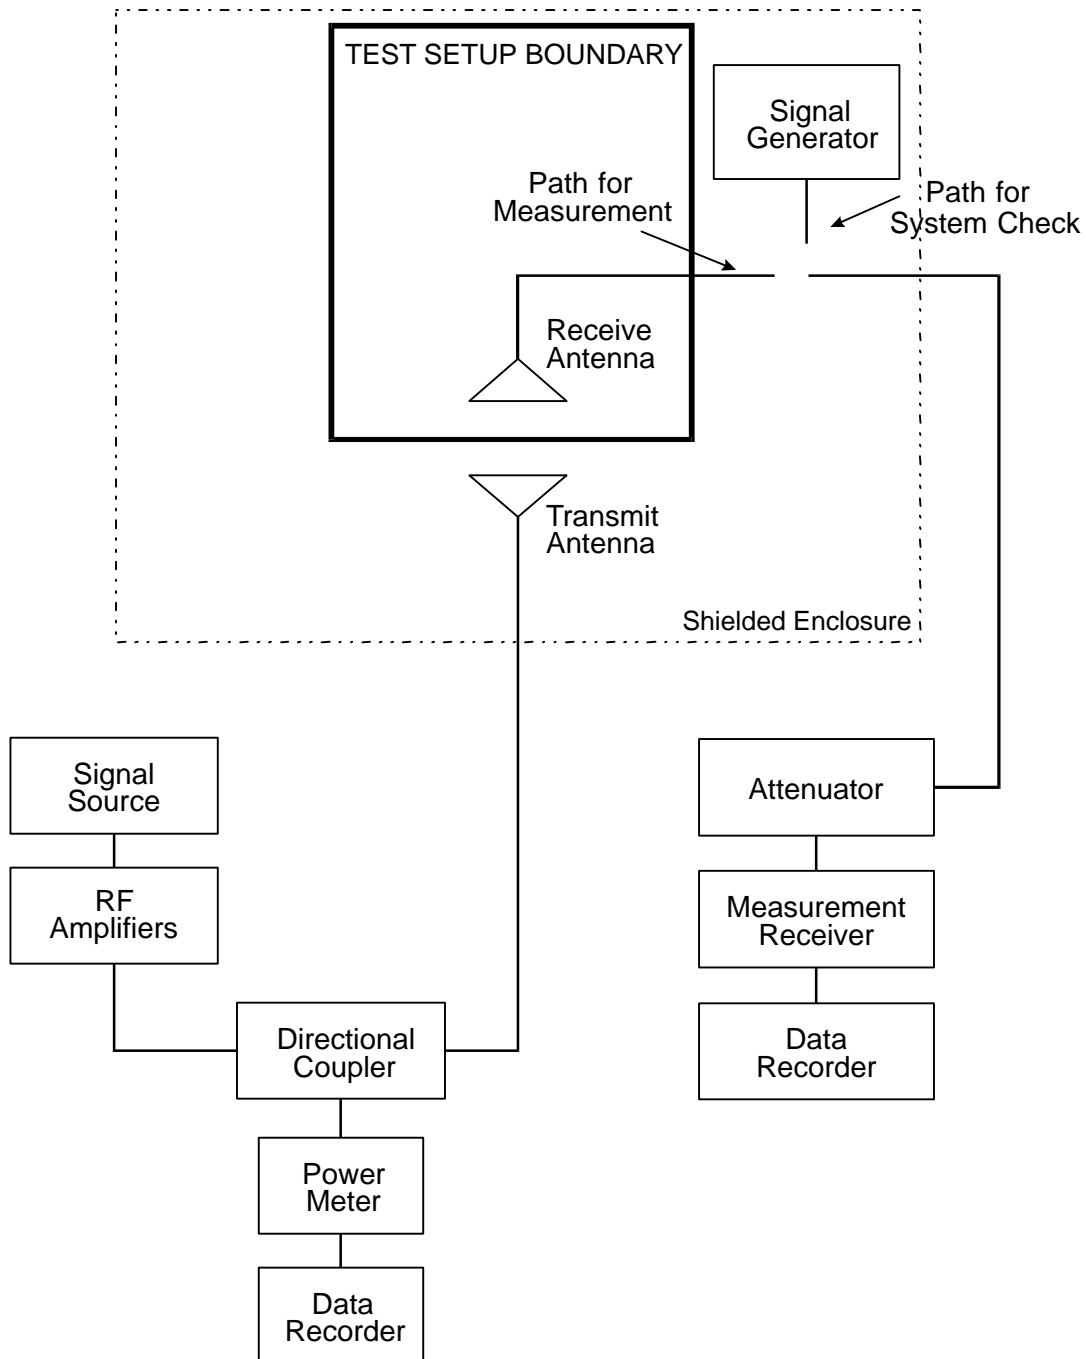 TEST SETUP BOUNDARY
Signal
Generator
Path for
Measurement
Path for
System Check
Receive
Antenna
Transmit
Antenna
Shielded Enclosure
Signal
Source
Attenuator
RF
Amplifiers
Measurement
Receiver
Directional
Coupler
Data
Recorder
Power
Meter
Data
Recorder